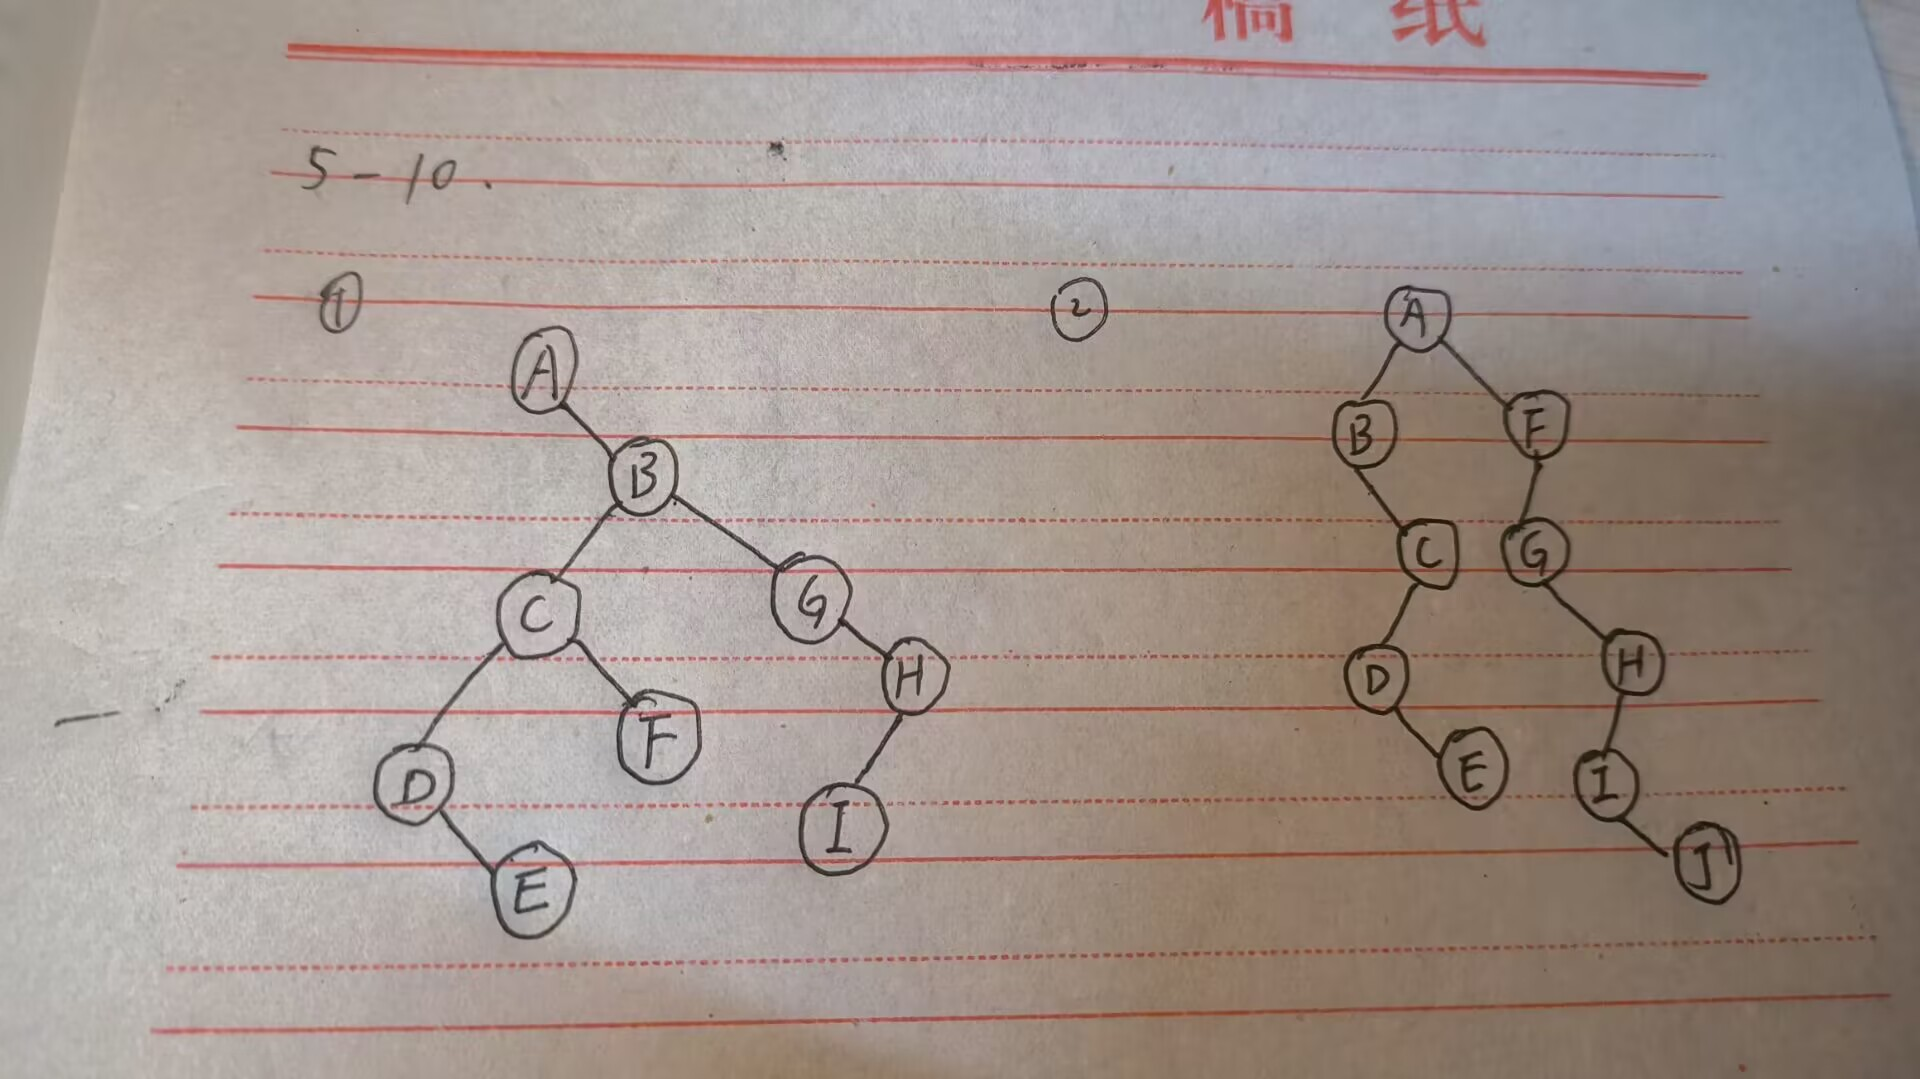 稿 纸
5-10.
① ②
A A
B B F
C G C G
H D H
F
D E I
I J
E